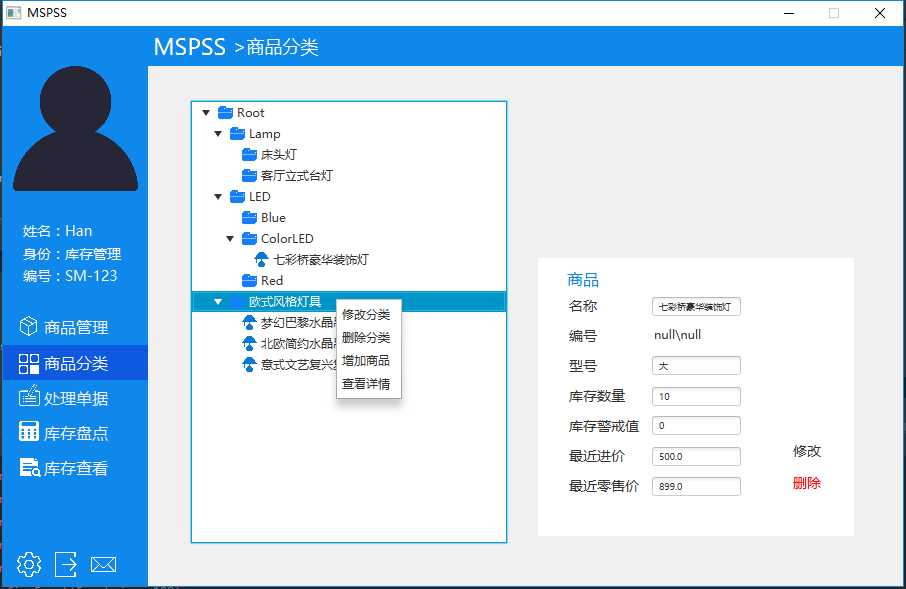 MSPSS
MSPSS >商品分类
姓名：Han
身份：库存管理
编号：SM-123
商品管理
商品分类
处理单据
库存盘点
库存查看
Root
Lamp
床头灯
客厅立式台灯
LED
Blue
ColorLED
七彩桥豪华装饰灯
Red
欧式风格灯具
梦幻巴黎水晶
北欧简约水晶
意式文艺复兴
修改分类
删除分类
增加商品
查看详情
商品
名称 七彩桥豪华装饰灯
编号 null\null
型号 大
库存数量 10
库存警戒值 0
最近进价 500.0
修改
最近零售价 899.0
删除